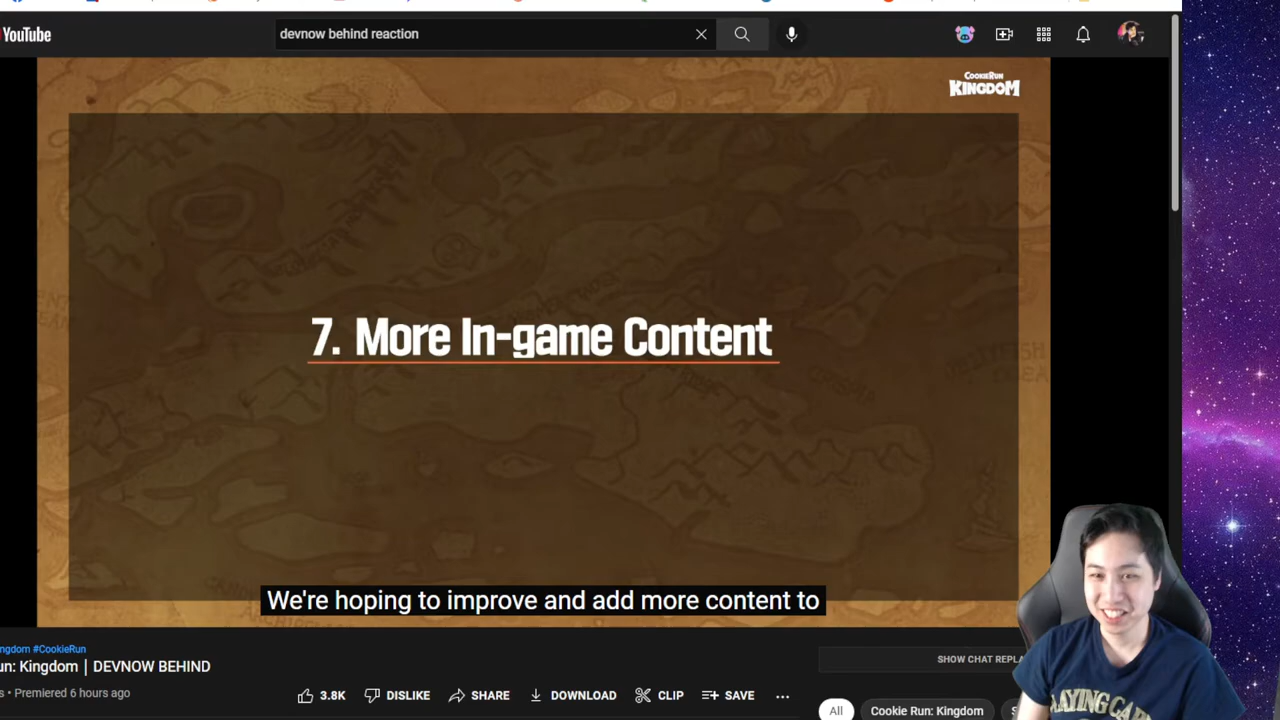 YouTube
devnow behind reaction
COOKIERUN
KINGDOM
7. More In-game Content
We're hoping to improve and add more content to
ngdom #CookieRun
un: Kingdom | DEVNOW BEHIND
s • Premiered 6 hours ago
3.8K
DISLIKE
SHARE
DOWNLOAD
CLIP
SAVE
SHOW CHAT REPLA
All
Cookie Run: Kingdom
PLAYING CAR